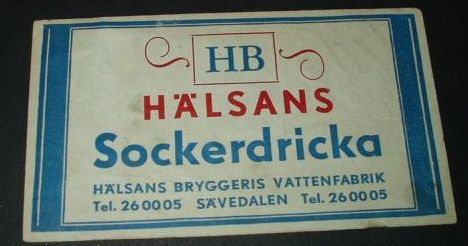 HB
HÄLSANS
Sockerdricka
HÄLSANS BRYGGERIS VATTENFABRIK
Tel. 260005 SÄVEDALEN Tel. 260005